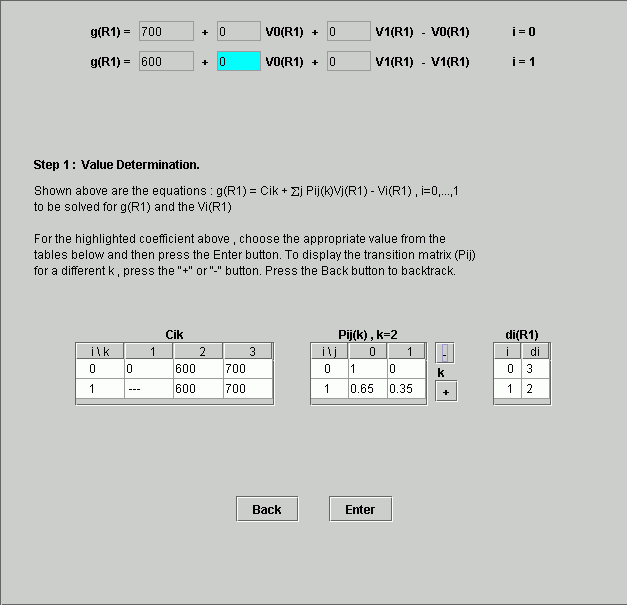 g(R1) = 700 + 0 V0(R1) + 0 V1(R1) - V0(R1) i = 0
g(R1) = 600 + 0 V0(R1) + 0 V1(R1) - V1(R1) i = 1
Step 1 : Value Determination.
Shown above are the equations : g(R1) = Cik + Σj Pij(k)Vj(R1) - Vi(R1) , i=0,...,1
to be solved for g(R1) and the Vi(R1)
For the highlighted coefficient above , choose the appropriate value from the
tables below and then press the Enter button. To display the transition matrix (Pij)
for a different k , press the "+" or "-" button. Press the Back button to backtrack.
Cik Pij(k) , k=2 di(R1)
i \ k 1 2 3 i \ j 0 1 - i di
0 0 600 700 0 1 0 k 0 3
1 --- 600 700 1 0.65 0.35 + 1 2
Back Enter